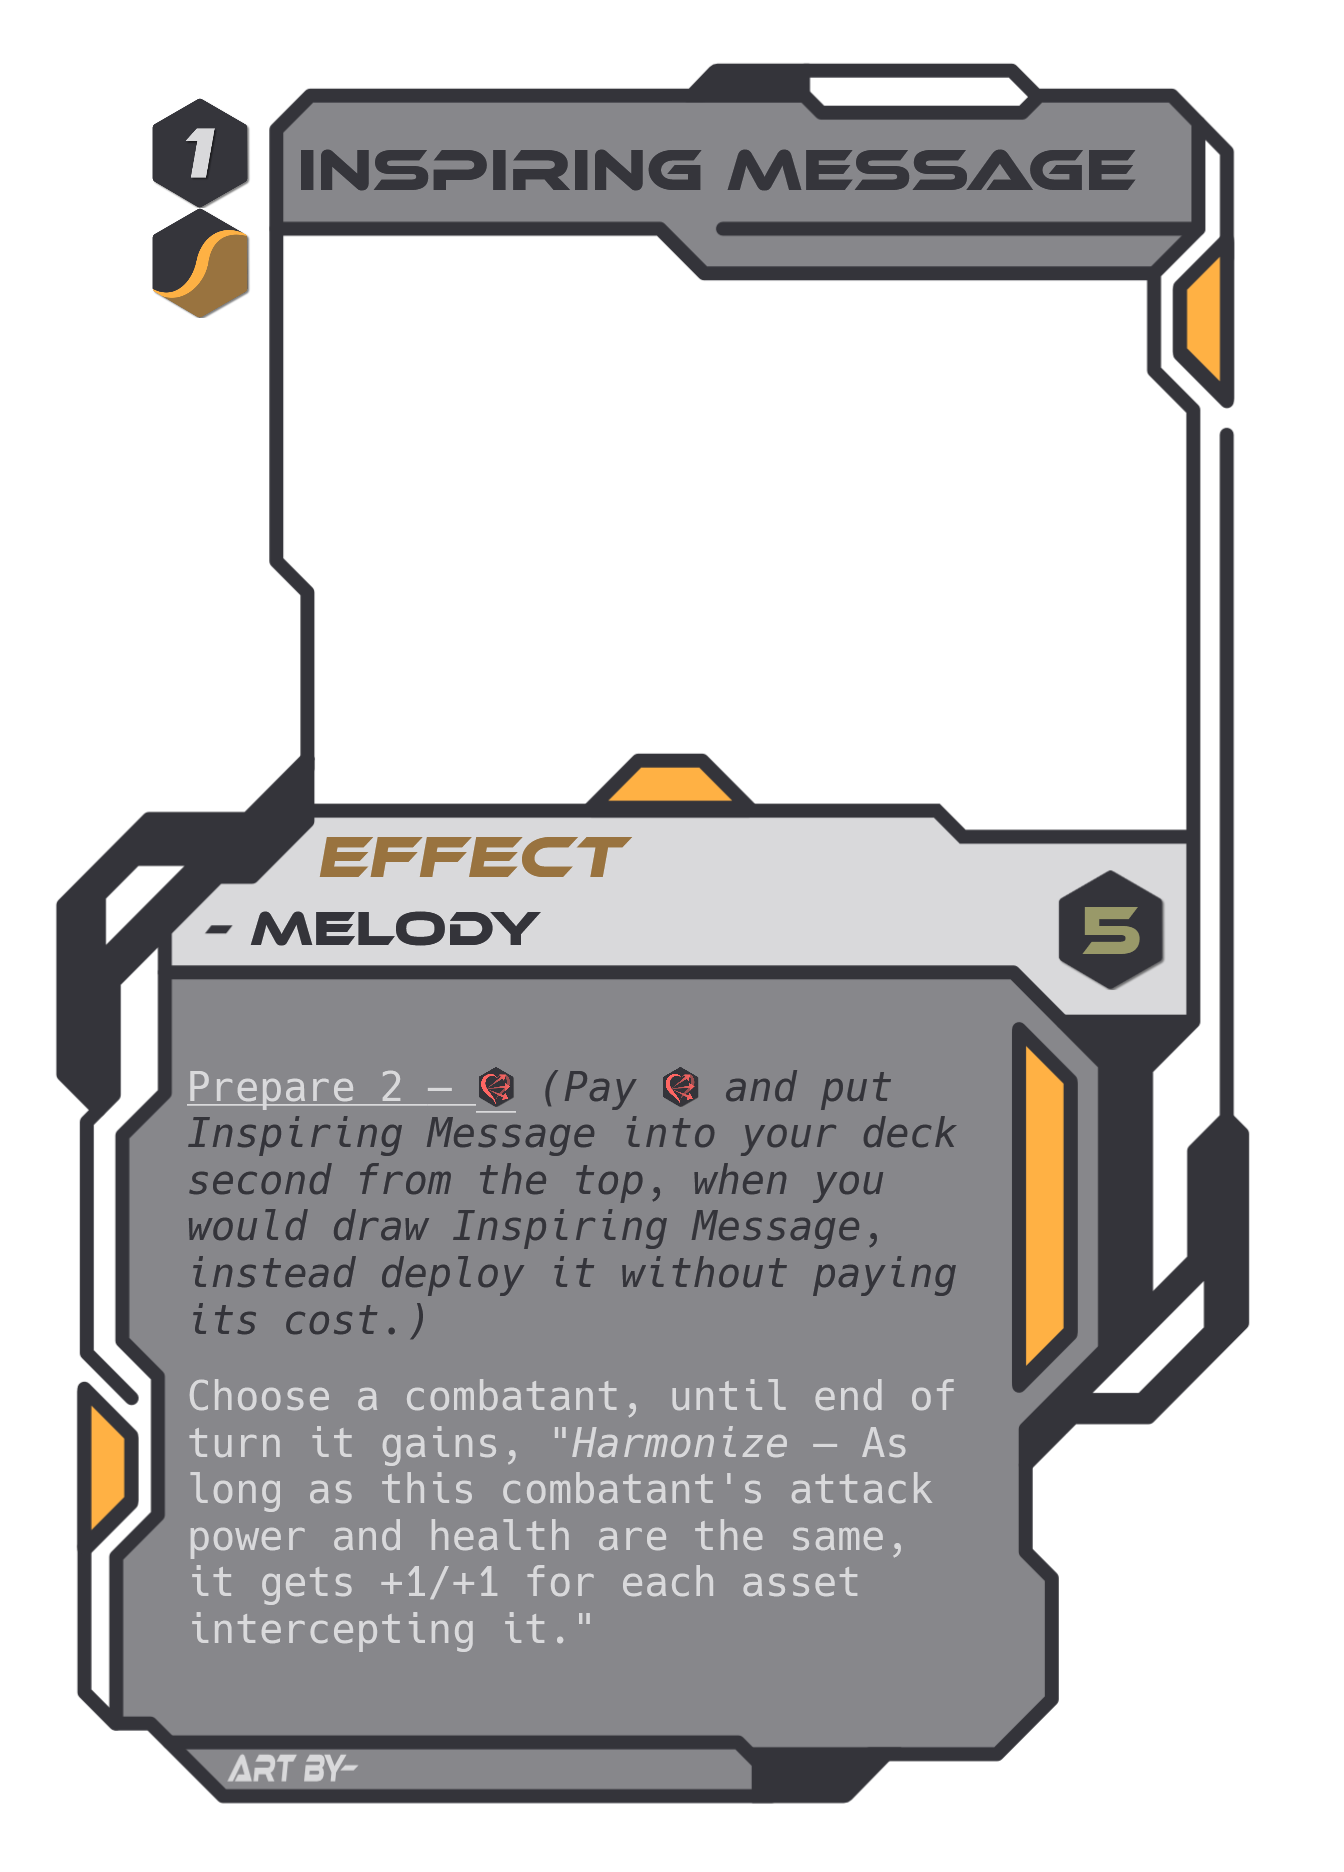 1
INSPIRING MESSAGE
EFFECT
- MELODY
5
Prepare 2 — (Pay and put
Inspiring Message into your deck
second from the top, when you
would draw Inspiring Message,
instead deploy it without paying
its cost.)
Choose a combatant, until end of
turn it gains, "Harmonize — As
long as this combatant's attack
power and health are the same,
it gets +1/+1 for each asset
intercepting it."
ART BY-